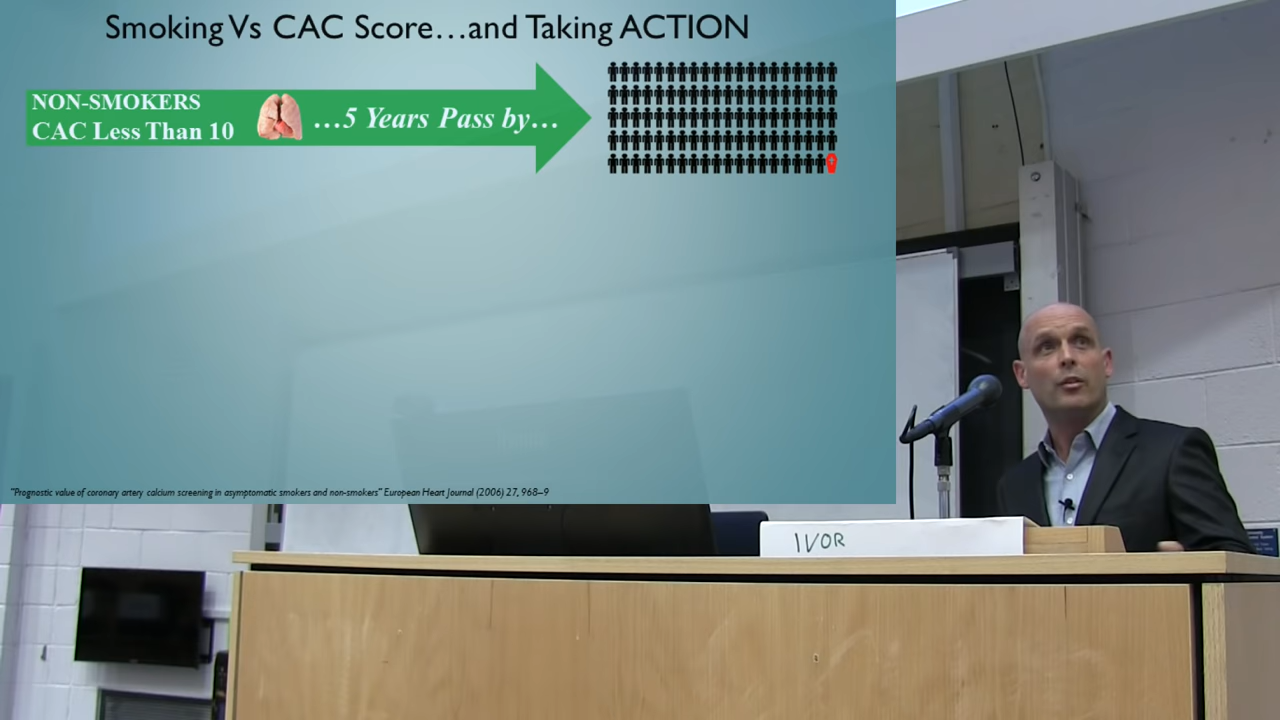 Smoking Vs CAC Score...and Taking ACTION
NON-SMOKERS
CAC Less Than 10
...5 Years Pass by...
"Prognostic value of coronary artery calcium screening in asymptomatic smokers and non-smokers" European Heart Journal (2006) 27, 968–9
IVOR